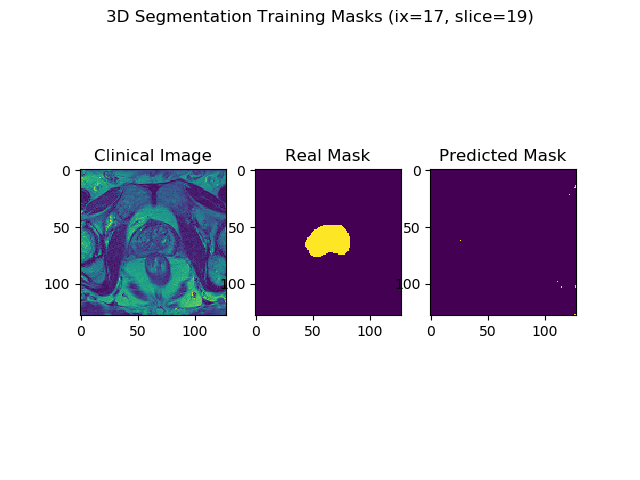 3D Segmentation Training Masks (ix=17, slice=19)
Clinical Image Real Mask Predicted Mask
0 0 0
50 50 50
100 100 100
0 50 100 0 50 100 0 50 100